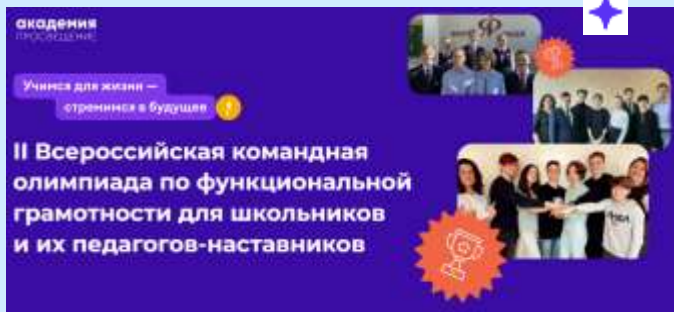 академия
ПРОСВЕЩЕНИЕ
Учимся для жизни —
стремимся в будущее
II Всероссийская командная
олимпиада по функциональной
грамотности для школьников
и их педагогов-наставников